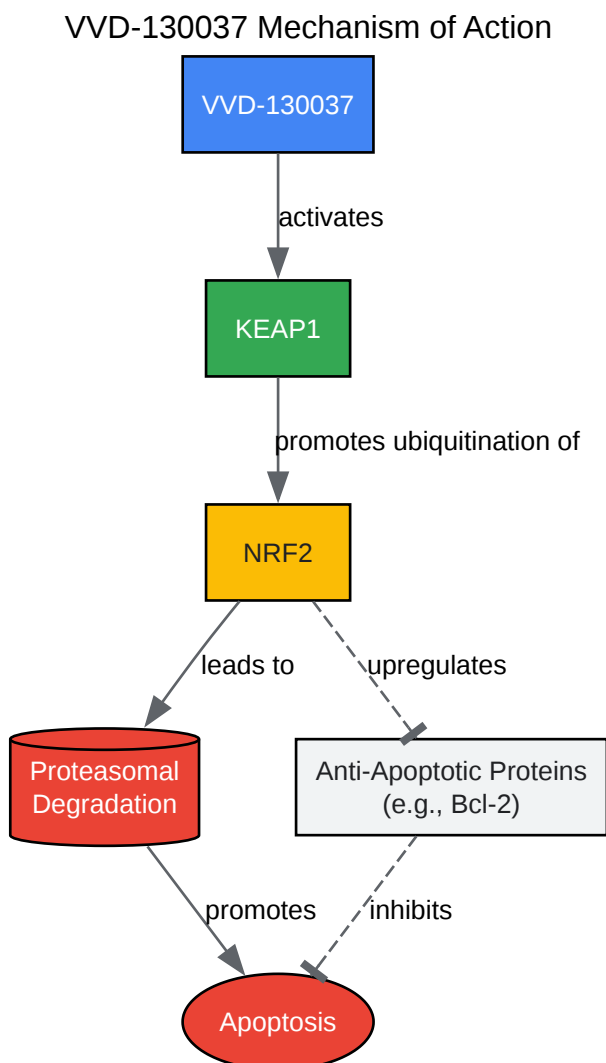 VVD-130037 Mechanism of Action
VVD-130037
activates
KEAP1
promotes ubiquitination of
NRF2
leads to
upregulates
Proteasomal
Degradation
Anti-Apoptotic Proteins
(e.g., Bcl-2)
promotes
inhibits
Apoptosis